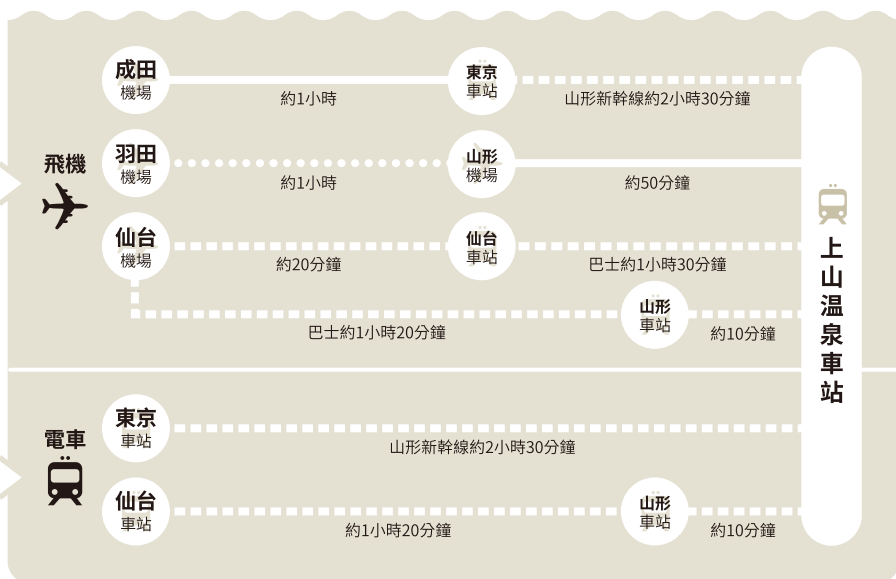 飛機
成田
機場
約1小時
東京
車站
山形新幹線約2小時30分鐘
羽田
機場
約1小時
山形
機場
約50分鐘
仙台
機場
約20分鐘
仙台
車站
巴士約1小時30分鐘
巴士約1小時20分鐘
山形
車站
約10分鐘
電車
東京
車站
山形新幹線約2小時30分鐘
仙台
車站
約1小時20分鐘
山形
車站
約10分鐘
上山温泉車站